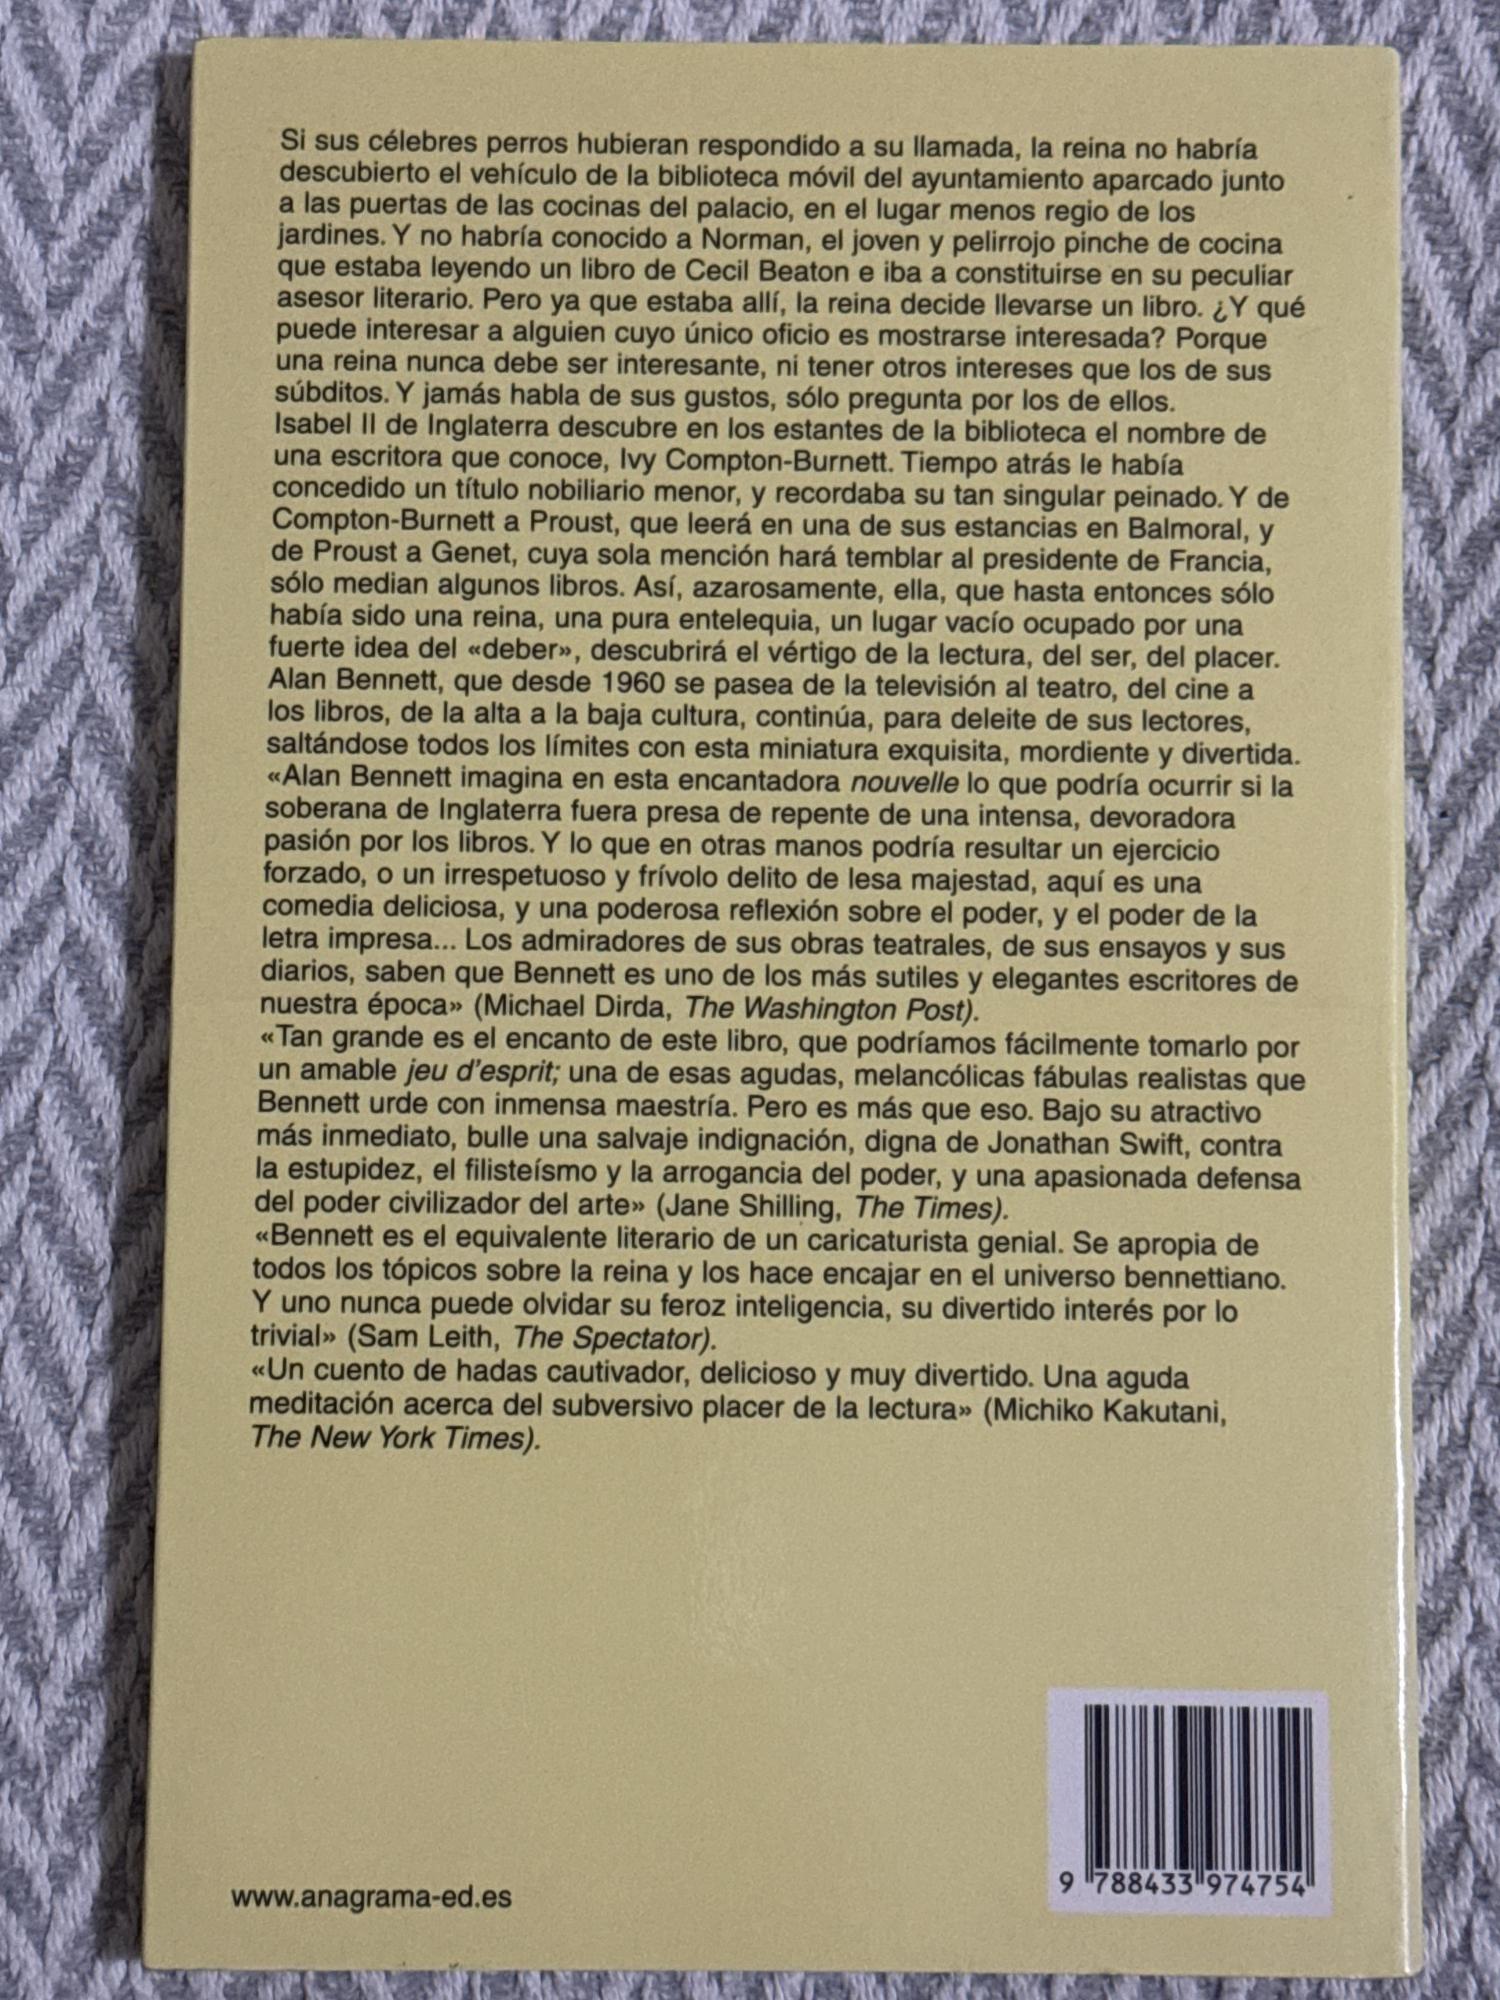 Si sus célebres perros hubieran respondido a su llamada, la reina no habría
descubierto el vehículo de la biblioteca móvil del ayuntamiento aparcado junto
a las puertas de las cocinas del palacio, en el lugar menos regio de los
jardines. Y no habría conocido a Norman, el joven y pelirrojo pinche de cocina
que estaba leyendo un libro de Cecil Beaton e iba a constituirse en su peculiar
asesor literario. Pero ya que estaba allí, la reina decide llevarse un libro. ¿Y qué
puede interesar a alguien cuyo único oficio es mostrarse interesada? Porque
una reina nunca debe ser interesante, ni tener otros intereses que los de sus
súbditos. Y jamás habla de sus gustos, sólo pregunta por los de ellos.
Isabel II de Inglaterra descubre en los estantes de la biblioteca el nombre de
una escritora que conoce, Ivy Compton-Burnett. Tiempo atrás le había
concedido un título nobiliario menor, y recordaba su tan singular peinado. Y de
Compton-Burnett a Proust, que leerá en una de sus estancias en Balmoral, y
de Proust a Genet, cuya sola mención hará temblar al presidente de Francia,
sólo median algunos libros. Así, azarosamente, ella, que hasta entonces sólo
había sido una reina, una pura entelequia, un lugar vacío ocupado por una
fuerte idea del «deber», descubrirá el vértigo de la lectura, del ser, del placer.
Alan Bennett, que desde 1960 se pasea de la televisión al teatro, del cine a
los libros, de la alta a la baja cultura, continúa, para deleite de sus lectores,
saltándose todos los límites con esta miniatura exquisita, mordiente y divertida.
«Alan Bennett imagina en esta encantadora nouvelle lo que podría ocurrir si la
soberana de Inglaterra fuera presa de repente de una intensa, devoradora
pasión por los libros. Y lo que en otras manos podría resultar un ejercicio
forzado, o un irrespetuoso y frívolo delito de lesa majestad, aquí es una
comedia deliciosa, y una poderosa reflexión sobre el poder, y el poder de la
letra impresa... Los admiradores de sus obras teatrales, de sus ensayos y sus
diarios, saben que Bennett es uno de los más sutiles y elegantes escritores de
nuestra época» (Michael Dirda, The Washington Post).
«Tan grande es el encanto de este libro, que podríamos fácilmente tomarlo por
un amable jeu d'esprit; una de esas agudas, melancólicas fábulas realistas que
Bennett urde con inmensa maestría. Pero es más que eso. Bajo su atractivo
más inmediato, bulle una salvaje indignación, digna de Jonathan Swift, contra
la estupidez, el filisteísmo y la arrogancia del poder, y una apasionada defensa
del poder civilizador del arte» (Jane Shilling, The Times).
«Bennett es el equivalente literario de un caricaturista genial. Se apropia de
todos los tópicos sobre la reina y los hace encajar en el universo bennettiano.
Y uno nunca puede olvidar su feroz inteligencia, su divertido interés por lo
trivial» (Sam Leith, The Spectator).
«Un cuento de hadas cautivador, delicioso y muy divertido. Una aguda
meditación acerca del subversivo placer de la lectura» (Michiko Kakutani,
The New York Times).
www.anagrama-ed.es
9 788433 974754